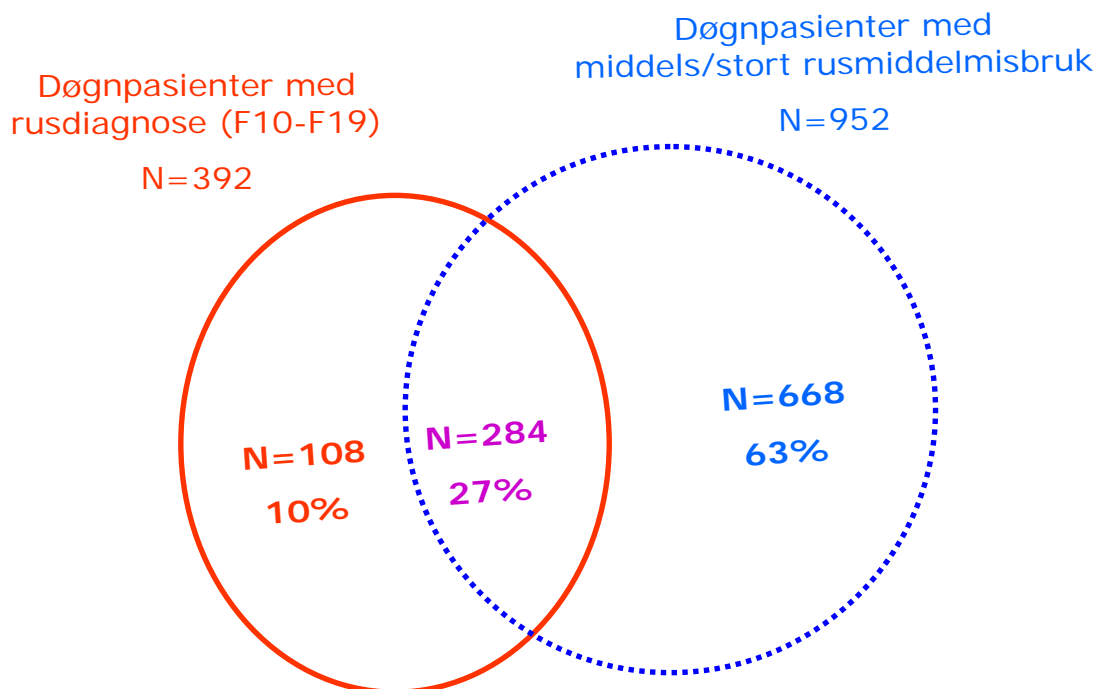 Døgnpasienter med
rusdiagnose (F10-F19)
N=392
Døgnpasienter med
middels/stort rusmiddelmisbruk
N=952
N=108
10%
N=284
27%
N=668
63%